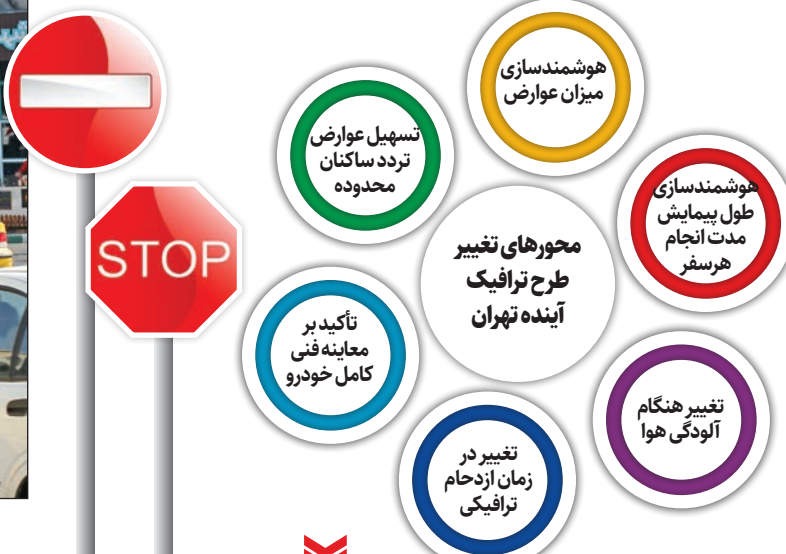 محورهای تغییر
طرح ترافیک
آینده تهران
هوشمندسازی
میزان عوارض
هوشمندسازی
طول پیمایش
مدت انجام
هرسفر
تغییر هنگام
آلودگی هوا
تغییر در
زمان ازدحام
ترافیکی
تأکید بر
معاینه فنی
کامل خودرو
تسهیل عوارض
تردد ساکنان
محدوده
STOP